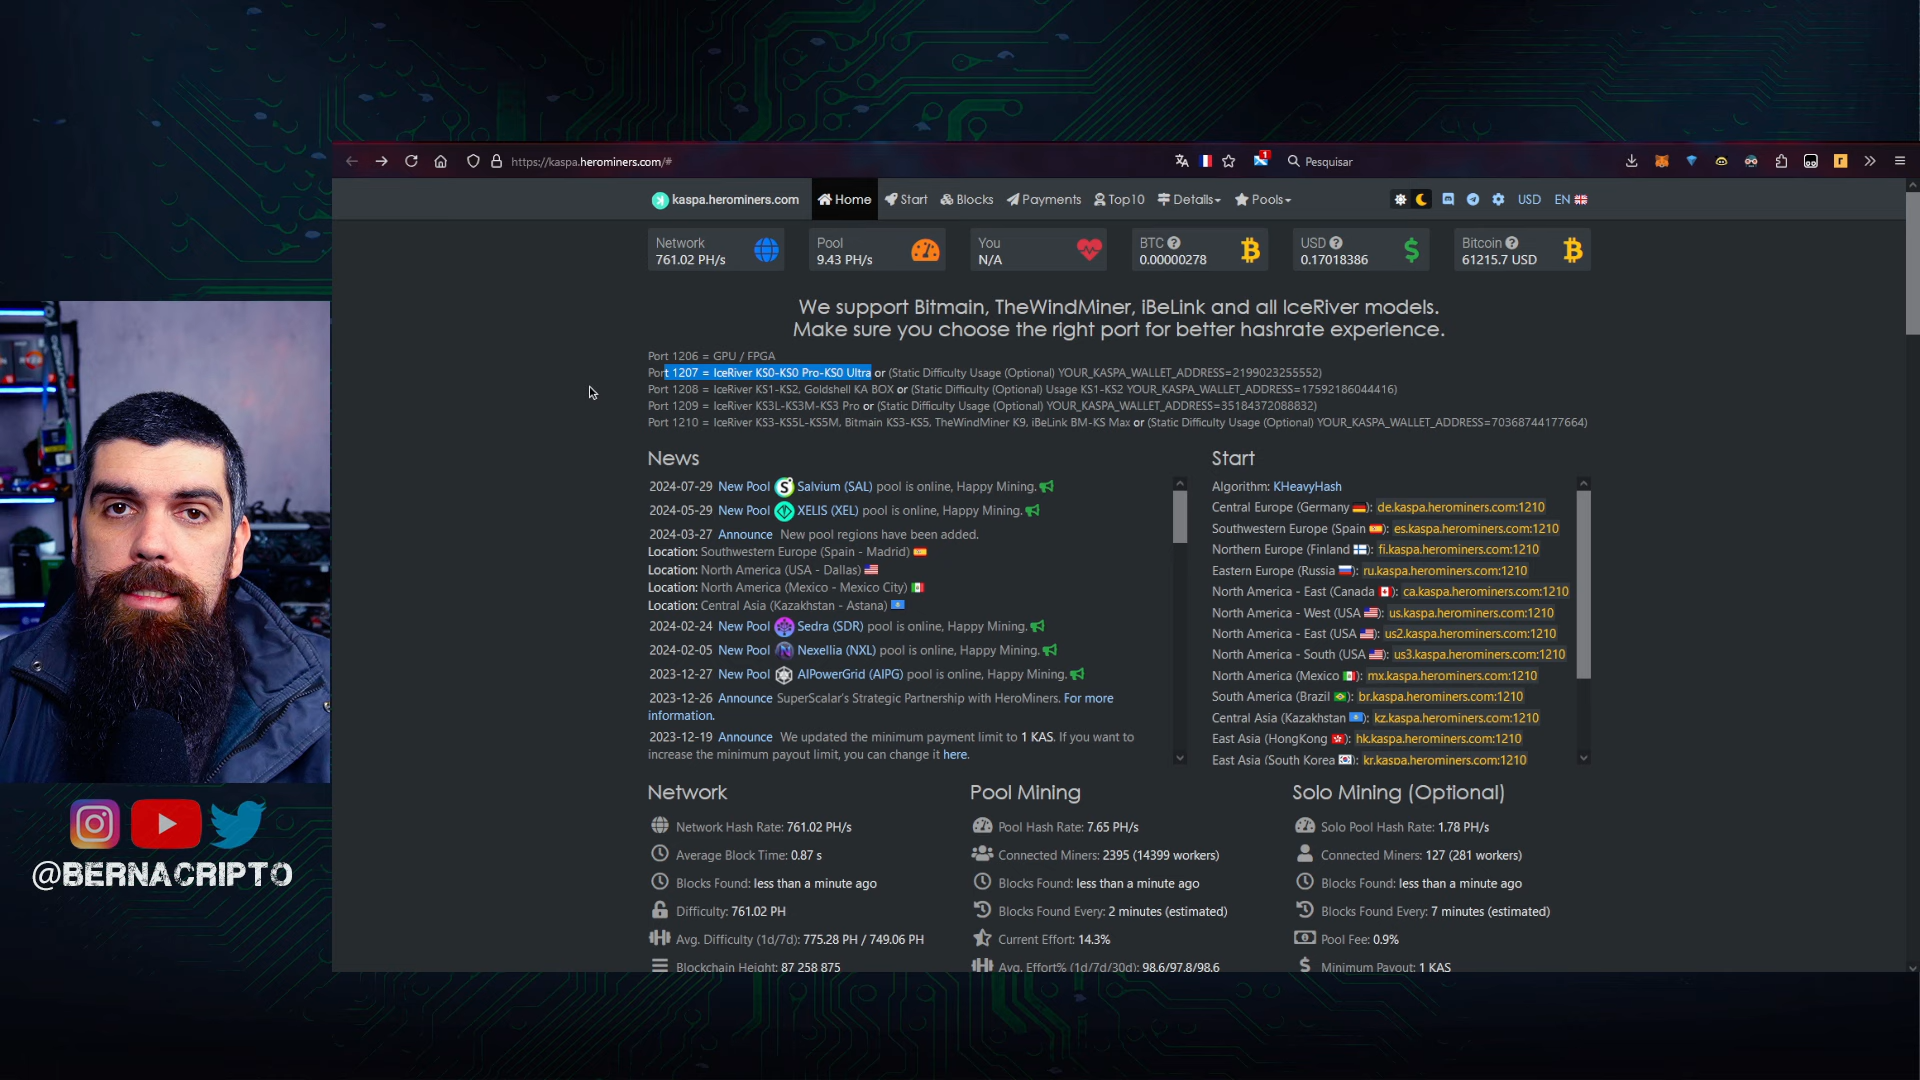 https://kaspa.herominers.com/#
1
Pesquisar
kaspa.herominers.com
Home
Start
Blocks
Payments
Top10
Details
Pools
USD
EN
Network
761.02 PH/s
Pool
9.43 PH/s
You
N/A
BTC
0.00000278
USD
0.17018386
Bitcoin
61215.7 USD
We support Bitmain, TheWindMiner, iBeLink and all IceRiver models.
Make sure you choose the right port for better hashrate experience.
Port 1206 = GPU / FPGA
Port 1207 = IceRiver KS0-KS0 Pro-KS0 Ultra or (Static Difficulty Usage (Optional) YOUR_KASPA_WALLET_ADDRESS=2199023255552)
Port 1208 = IceRiver KS1-KS2, Goldshell KA BOX or (Static Difficulty (Optional) Usage KS1-KS2 YOUR_KASPA_WALLET_ADDRESS=17592186044416)
Port 1209 = IceRiver KS3L-KS3M-KS3 Pro or (Static Difficulty Usage (Optional) YOUR_KASPA_WALLET_ADDRESS=35184372088832)
Port 1210 = IceRiver KS3-KS5L-KS5M, Bitmain KS3-KS5, TheWindMiner K9, iBeLink BM-KS Max or (Static Difficulty Usage (Optional) YOUR_KASPA_WALLET_ADDRESS=70368744177664)
News
2024-07-29 New Pool Salvium (SAL) pool is online, Happy Mining.
2024-05-29 New Pool XELIS (XEL) pool is online, Happy Mining.
2024-03-27 Announce New pool regions have been added.
Location: Southwestern Europe (Spain - Madrid)
Location: North America (USA - Dallas)
Location: North America (Mexico - Mexico City)
Location: Central Asia (Kazakhstan - Astana)
2024-02-24 New Pool Sedra (SDR) pool is online, Happy Mining.
2024-02-05 New Pool Nexellia (NXL) pool is online, Happy Mining.
2023-12-27 New Pool AIPowerGrid (AIPG) pool is online, Happy Mining.
2023-12-26 Announce SuperScalar's Strategic Partnership with HeroMiners. For more
information.
2023-12-19 Announce We updated the minimum payment limit to 1 KAS. If you want to
increase the minimum payout limit, you can change it here.
Start
Algorithm: KHeavyHash
Central Europe (Germany ): de.kaspa.herominers.com:1210
Southwestern Europe (Spain ): es.kaspa.herominers.com:1210
Northern Europe (Finland ): fi.kaspa.herominers.com:1210
Eastern Europe (Russia ): ru.kaspa.herominers.com:1210
North America - East (Canada ): ca.kaspa.herominers.com:1210
North America - West (USA ): us.kaspa.herominers.com:1210
North America - East (USA ): us2.kaspa.herominers.com:1210
North America - South (USA ): us3.kaspa.herominers.com:1210
North America (Mexico ): mx.kaspa.herominers.com:1210
South America (Brazil ): br.kaspa.herominers.com:1210
Central Asia (Kazakhstan ): kz.kaspa.herominers.com:1210
East Asia (HongKong ): hk.kaspa.herominers.com:1210
East Asia (South Korea ): kr.kaspa.herominers.com:1210
Network
Network Hash Rate: 761.02 PH/s
Average Block Time: 0.87 s
Blocks Found: less than a minute ago
Difficulty: 761.02 PH
Avg. Difficulty (1d/7d): 775.28 PH / 749.06 PH
Blockchain Height: 87 258 875
Pool Mining
Pool Hash Rate: 7.65 PH/s
Connected Miners: 2395 (14399 workers)
Blocks Found: less than a minute ago
Blocks Found Every: 2 minutes (estimated)
Current Effort: 14.3%
Avg. Effort% (1d/7d/30d): 98.6/97.8/98.6
Solo Mining (Optional)
Solo Pool Hash Rate: 1.78 PH/s
Connected Miners: 127 (281 workers)
Blocks Found: less than a minute ago
Blocks Found Every: 7 minutes (estimated)
Pool Fee: 0.9%
Minimum Payout: 1 KAS
@BERNACRIPTO